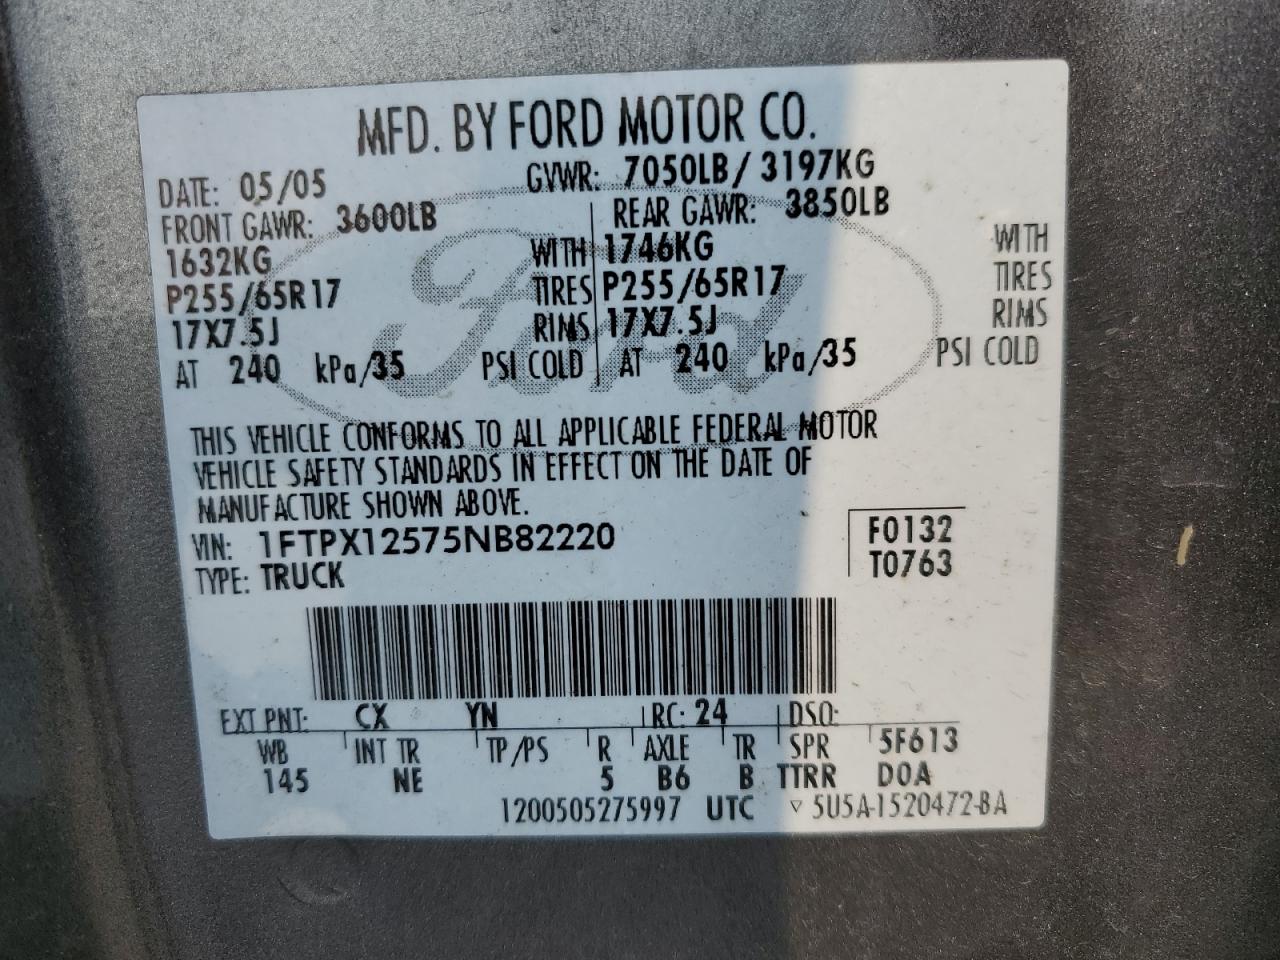 MFD. BY FORD MOTOR CO.
DATE: 05/05 GVWR: 7050LB/ 3197KG
FRONT GAWR: 3600LB REAR GAWR: 3850LB
1632KG WITH 1746KG WITH
P255/65R17 TIRES P255/65R17 TIRES
17X7.5J RIMS 17X7.5J RIMS
AT 240 kPa/35 PSI COLD AT 240 kPa/35 PSI COLD
Ford
THIS VEHICLE CONFORMS TO ALL APPLICABLE FEDERAL MOTOR
VEHICLE SAFETY STANDARDS IN EFFECT ON THE DATE OF
MANUFACTURE SHOWN ABOVE.
VIN: 1FTPX12575NB82220 F0132
TYPE: TRUCK T0763
EXT PNT: CX YN RC: 24 DSO:
WB INT TR TP/PS R AXLE TR SPR 5F613
145 NE 5 B6 B TTRR DOA
1200505275997 UTC ▽ 5U5A-1520472-BA